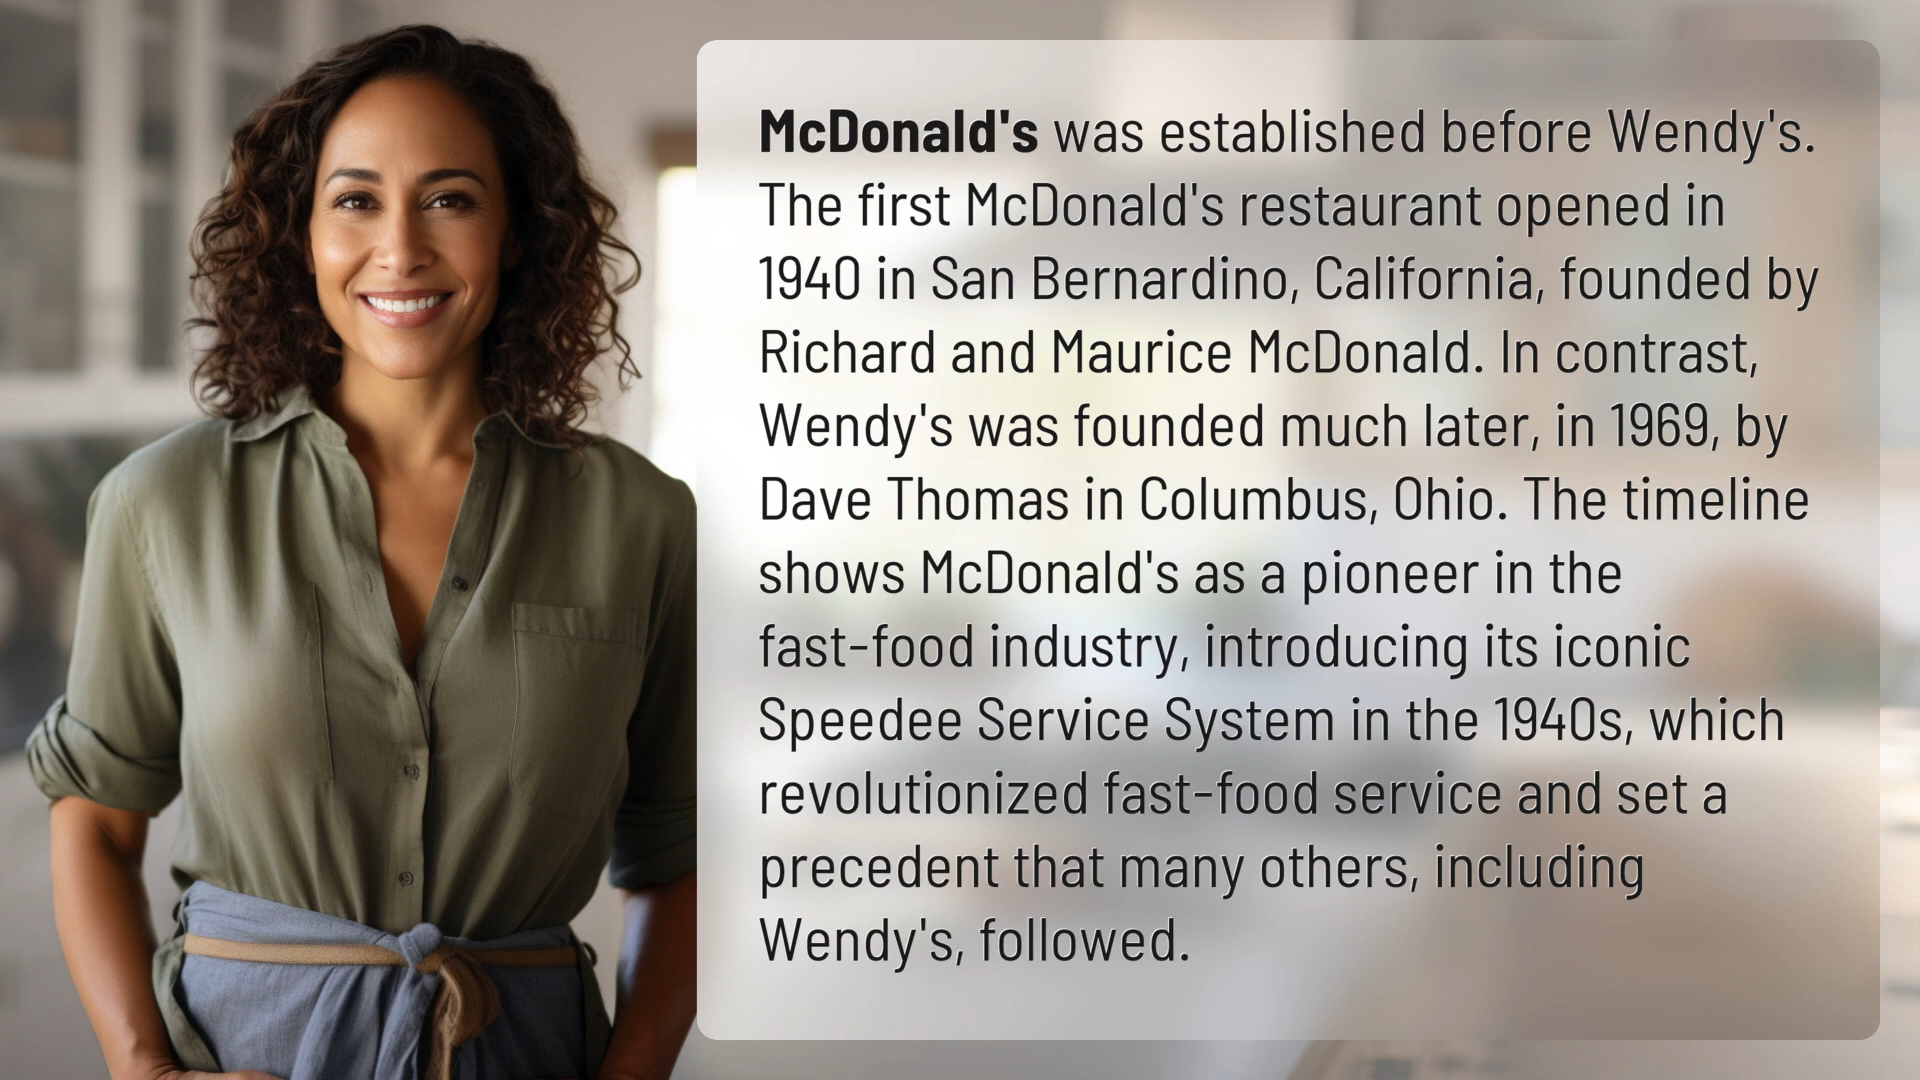 McDonald's was established before Wendy's.
The first McDonald's restaurant opened in
1940 in San Bernardino, California, founded by
Richard and Maurice McDonald. In contrast,
Wendy's was founded much later, in 1969, by
Dave Thomas in Columbus, Ohio. The timeline
shows McDonald's as a pioneer in the
fast-food industry, introducing its iconic
Speedee Service System in the 1940s, which
revolutionized fast-food service and set a
precedent that many others, including
Wendy's, followed.